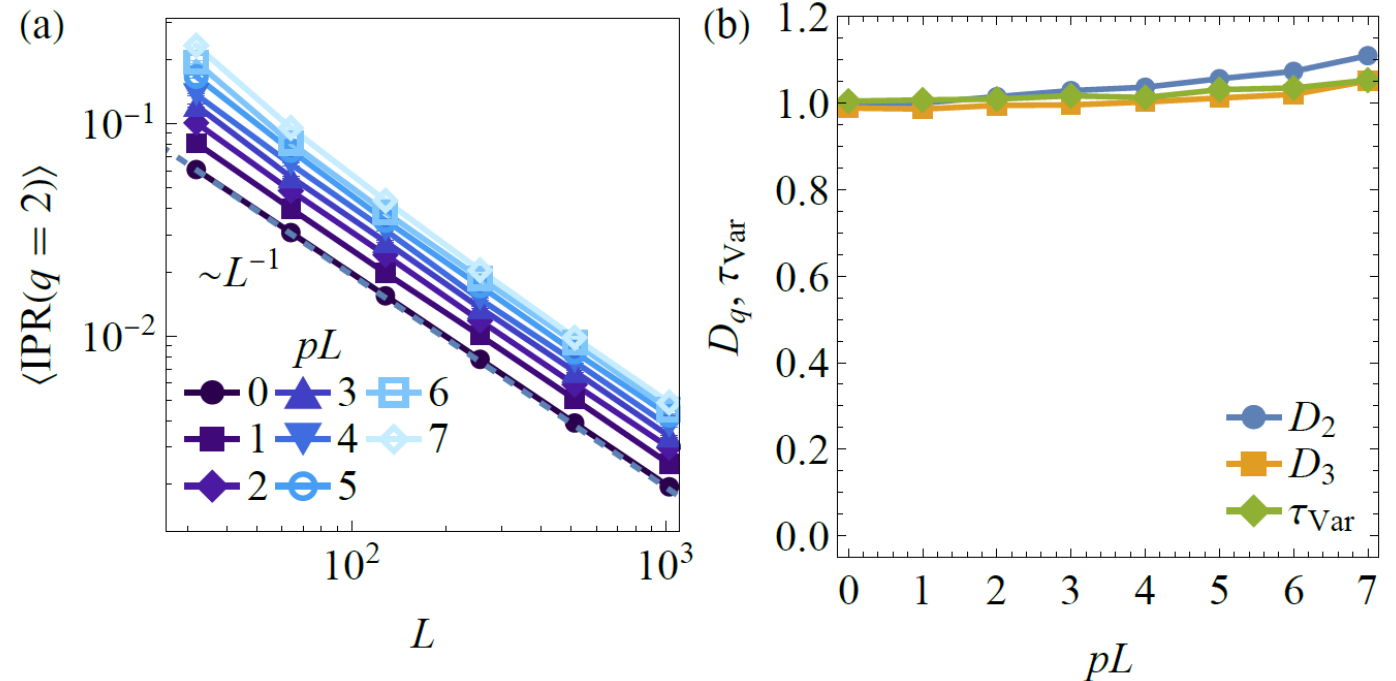 (a)
⟨IPR(q = 2)⟩
10⁻¹
10⁻²
~L⁻¹
pL
0 3 6
1 4 7
2 5
10² 10³
L
(b)
D_q, τ_Var
1.2
1.0
0.8
0.6
0.4
0.2
0.0
D₂
D₃
τ_Var
0 1 2 3 4 5 6 7
pL